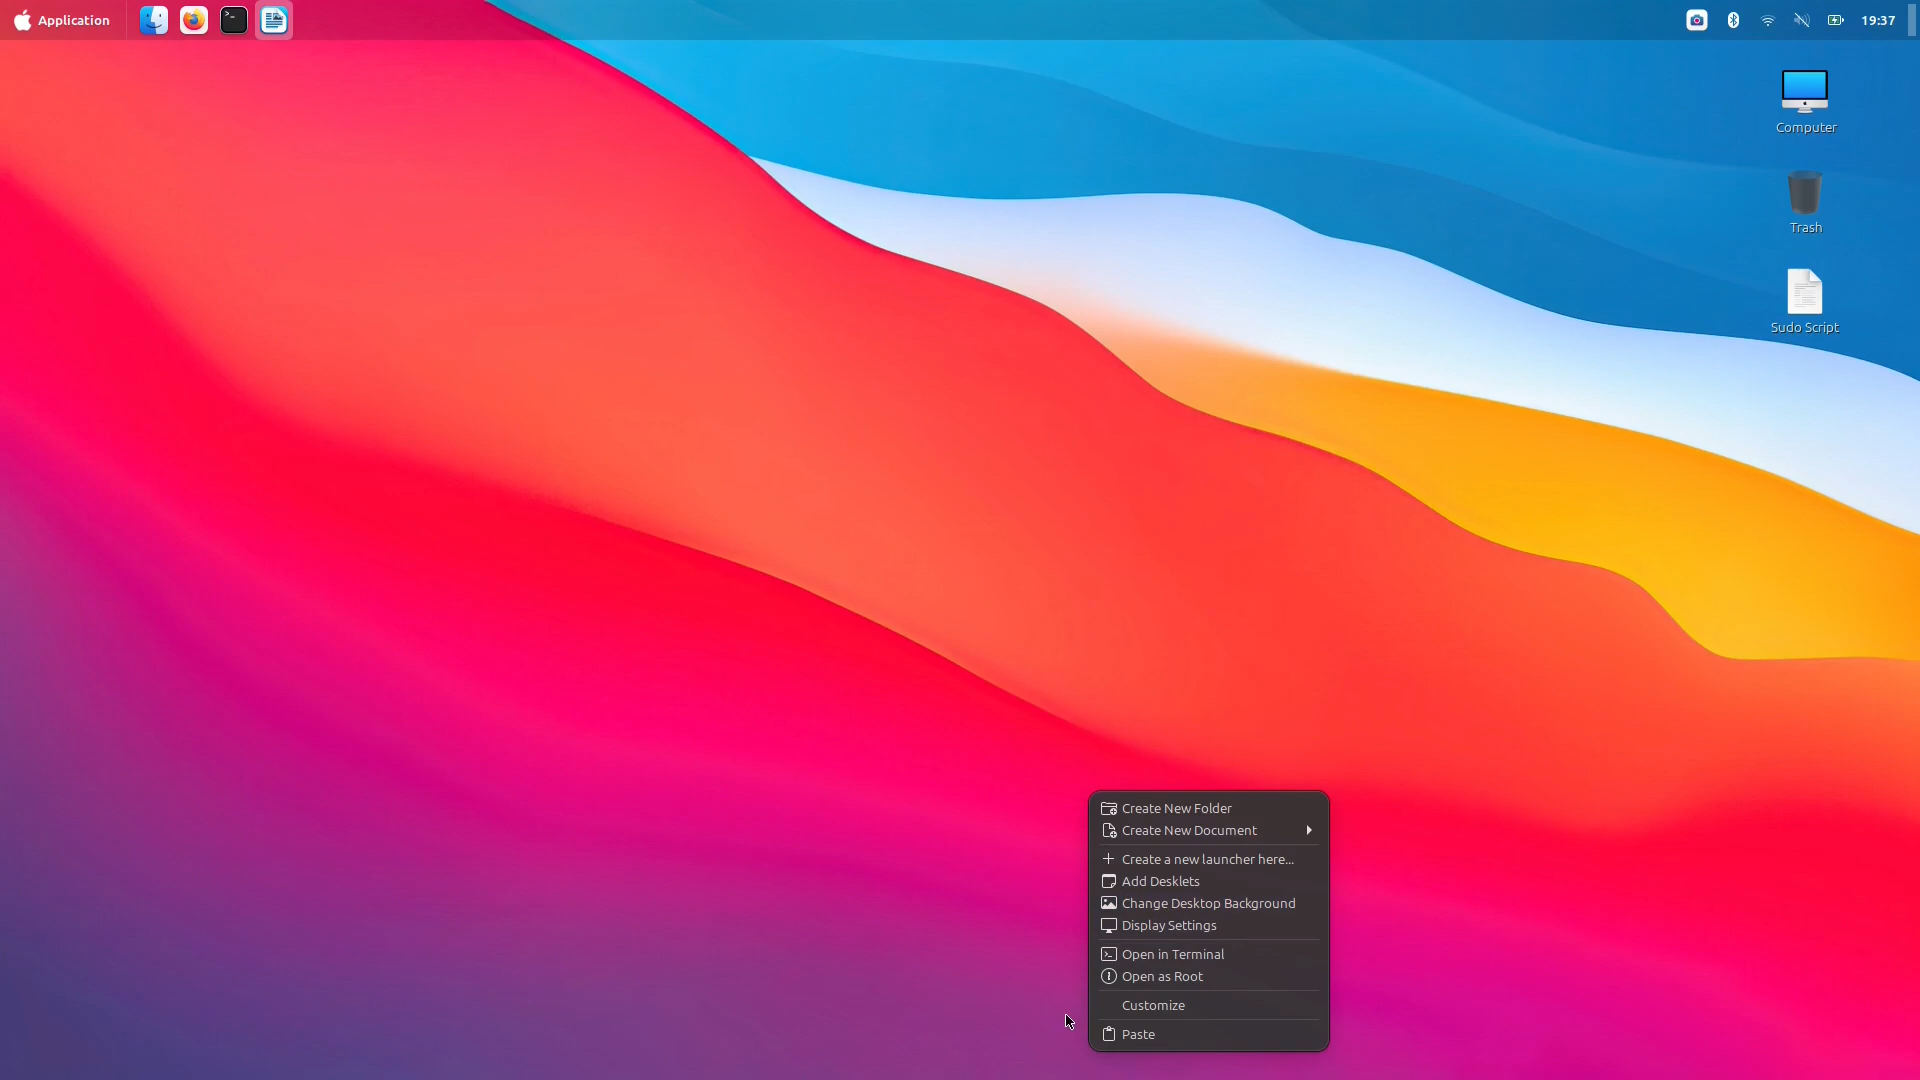 Application
19:37
Computer
Trash
Sudo Script
Create New Folder
Create New Document
Create a new launcher here...
Add Desklets
Change Desktop Background
Display Settings
Open in Terminal
Open as Root
Customize
Paste